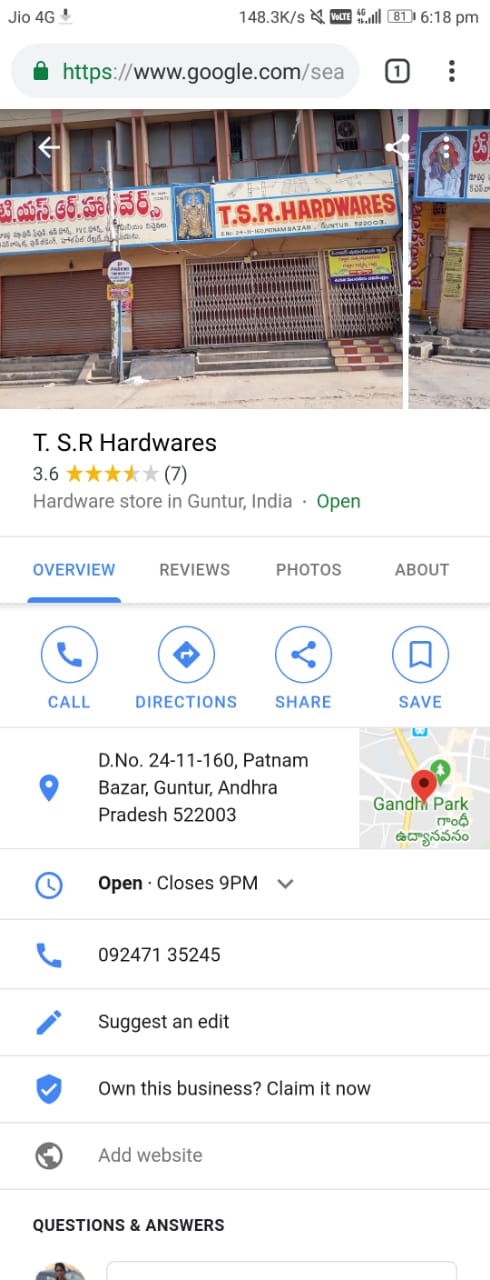 Jio 4G 148.3K/s VoLTE 4G 81 6:18 pm
https://www.google.com/sea 1
టి.యస్.ఆర్.హార్డ్‌వేర్స్
T.S.R.HARDWARES
D.No. 24-11-160, PATNAM BAZAR, GUNTUR. 522003.
P
PARKING
T. S.R Hardwares
3.6 (7)
Hardware store in Guntur, India · Open
OVERVIEW REVIEWS PHOTOS ABOUT
CALL DIRECTIONS SHARE SAVE
D.No. 24-11-160, Patnam
Bazar, Guntur, Andhra
Pradesh 522003
Gandhi Park
గాంధీ
ఉద్యానవనం
Open · Closes 9PM
092471 35245
Suggest an edit
Own this business? Claim it now
Add website
QUESTIONS & ANSWERS